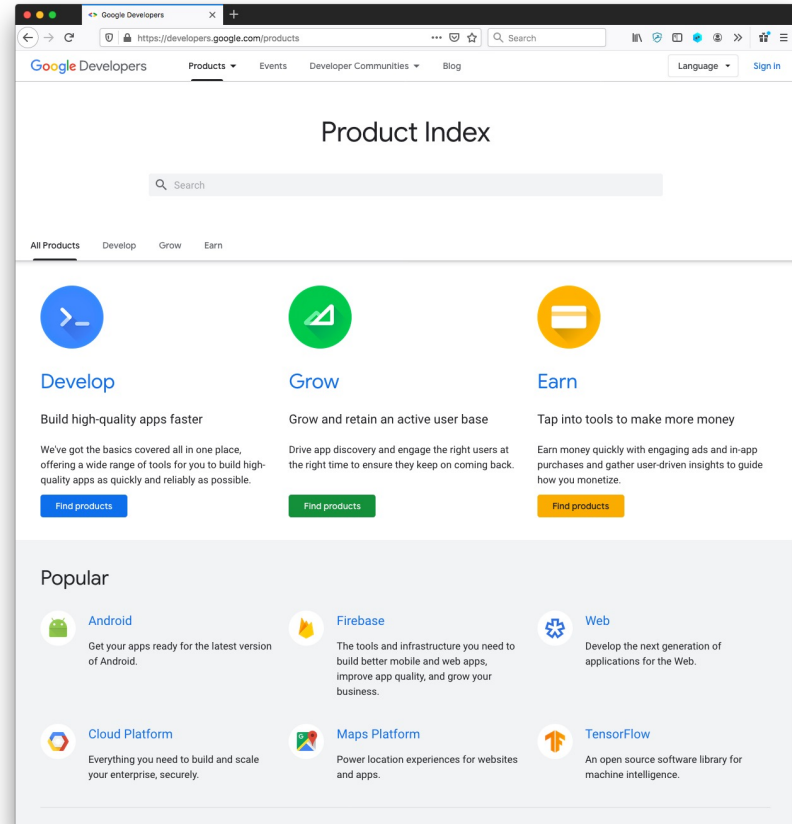 Google Developers
https://developers.google.com/products
Search
Google Developers
Products
Events
Developer Communities
Blog
Language
Sign in
Product Index
Search
All Products
Develop
Grow
Earn
Develop
Build high-quality apps faster
We've got the basics covered all in one place,
offering a wide range of tools for you to build high-
quality apps as quickly and reliably as possible.
Find products
Grow
Grow and retain an active user base
Drive app discovery and engage the right users at
the right time to ensure they keep on coming back.
Find products
Earn
Tap into tools to make more money
Earn money quickly with engaging ads and in-app
purchases and gather user-driven insights to guide
how you monetize.
Find products
Popular
Android
Get your apps ready for the latest version
of Android.
Firebase
The tools and infrastructure you need to
build better mobile and web apps,
improve app quality, and grow your
business.
Web
Develop the next generation of
applications for the Web.
Cloud Platform
Everything you need to build and scale
your enterprise, securely.
Maps Platform
Power location experiences for websites
and apps.
TensorFlow
An open source software library for
machine intelligence.